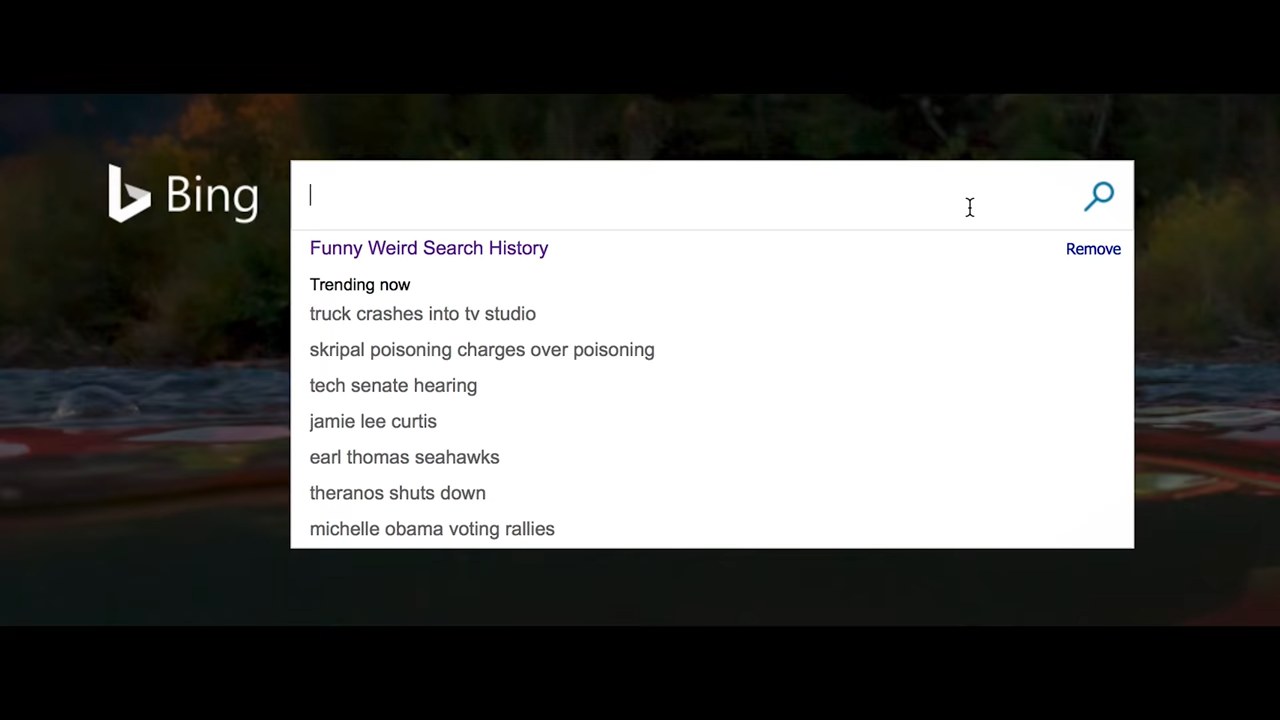 Bing
Funny Weird Search History Remove
Trending now
truck crashes into tv studio
skripal poisoning charges over poisoning
tech senate hearing
jamie lee curtis
earl thomas seahawks
theranos shuts down
michelle obama voting rallies